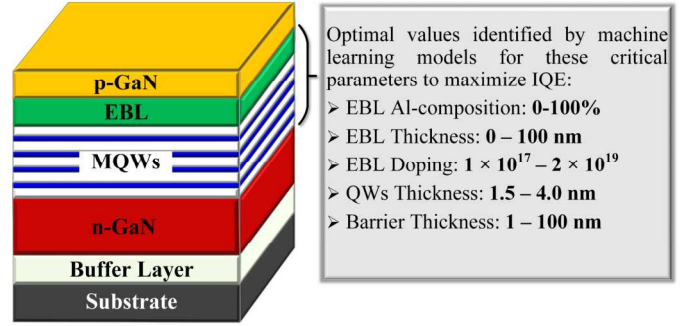 p-GaN
EBL
MQWs
n-GaN
Buffer Layer
Substrate
Optimal values identified by machine
learning models for these critical
parameters to maximize IQE:
➢ EBL Al-composition: 0-100%
➢ EBL Thickness: 0 – 100 nm
➢ EBL Doping: 1 × 10¹⁷ – 2 × 10¹⁹
➢ QWs Thickness: 1.5 – 4.0 nm
➢ Barrier Thickness: 1 – 100 nm